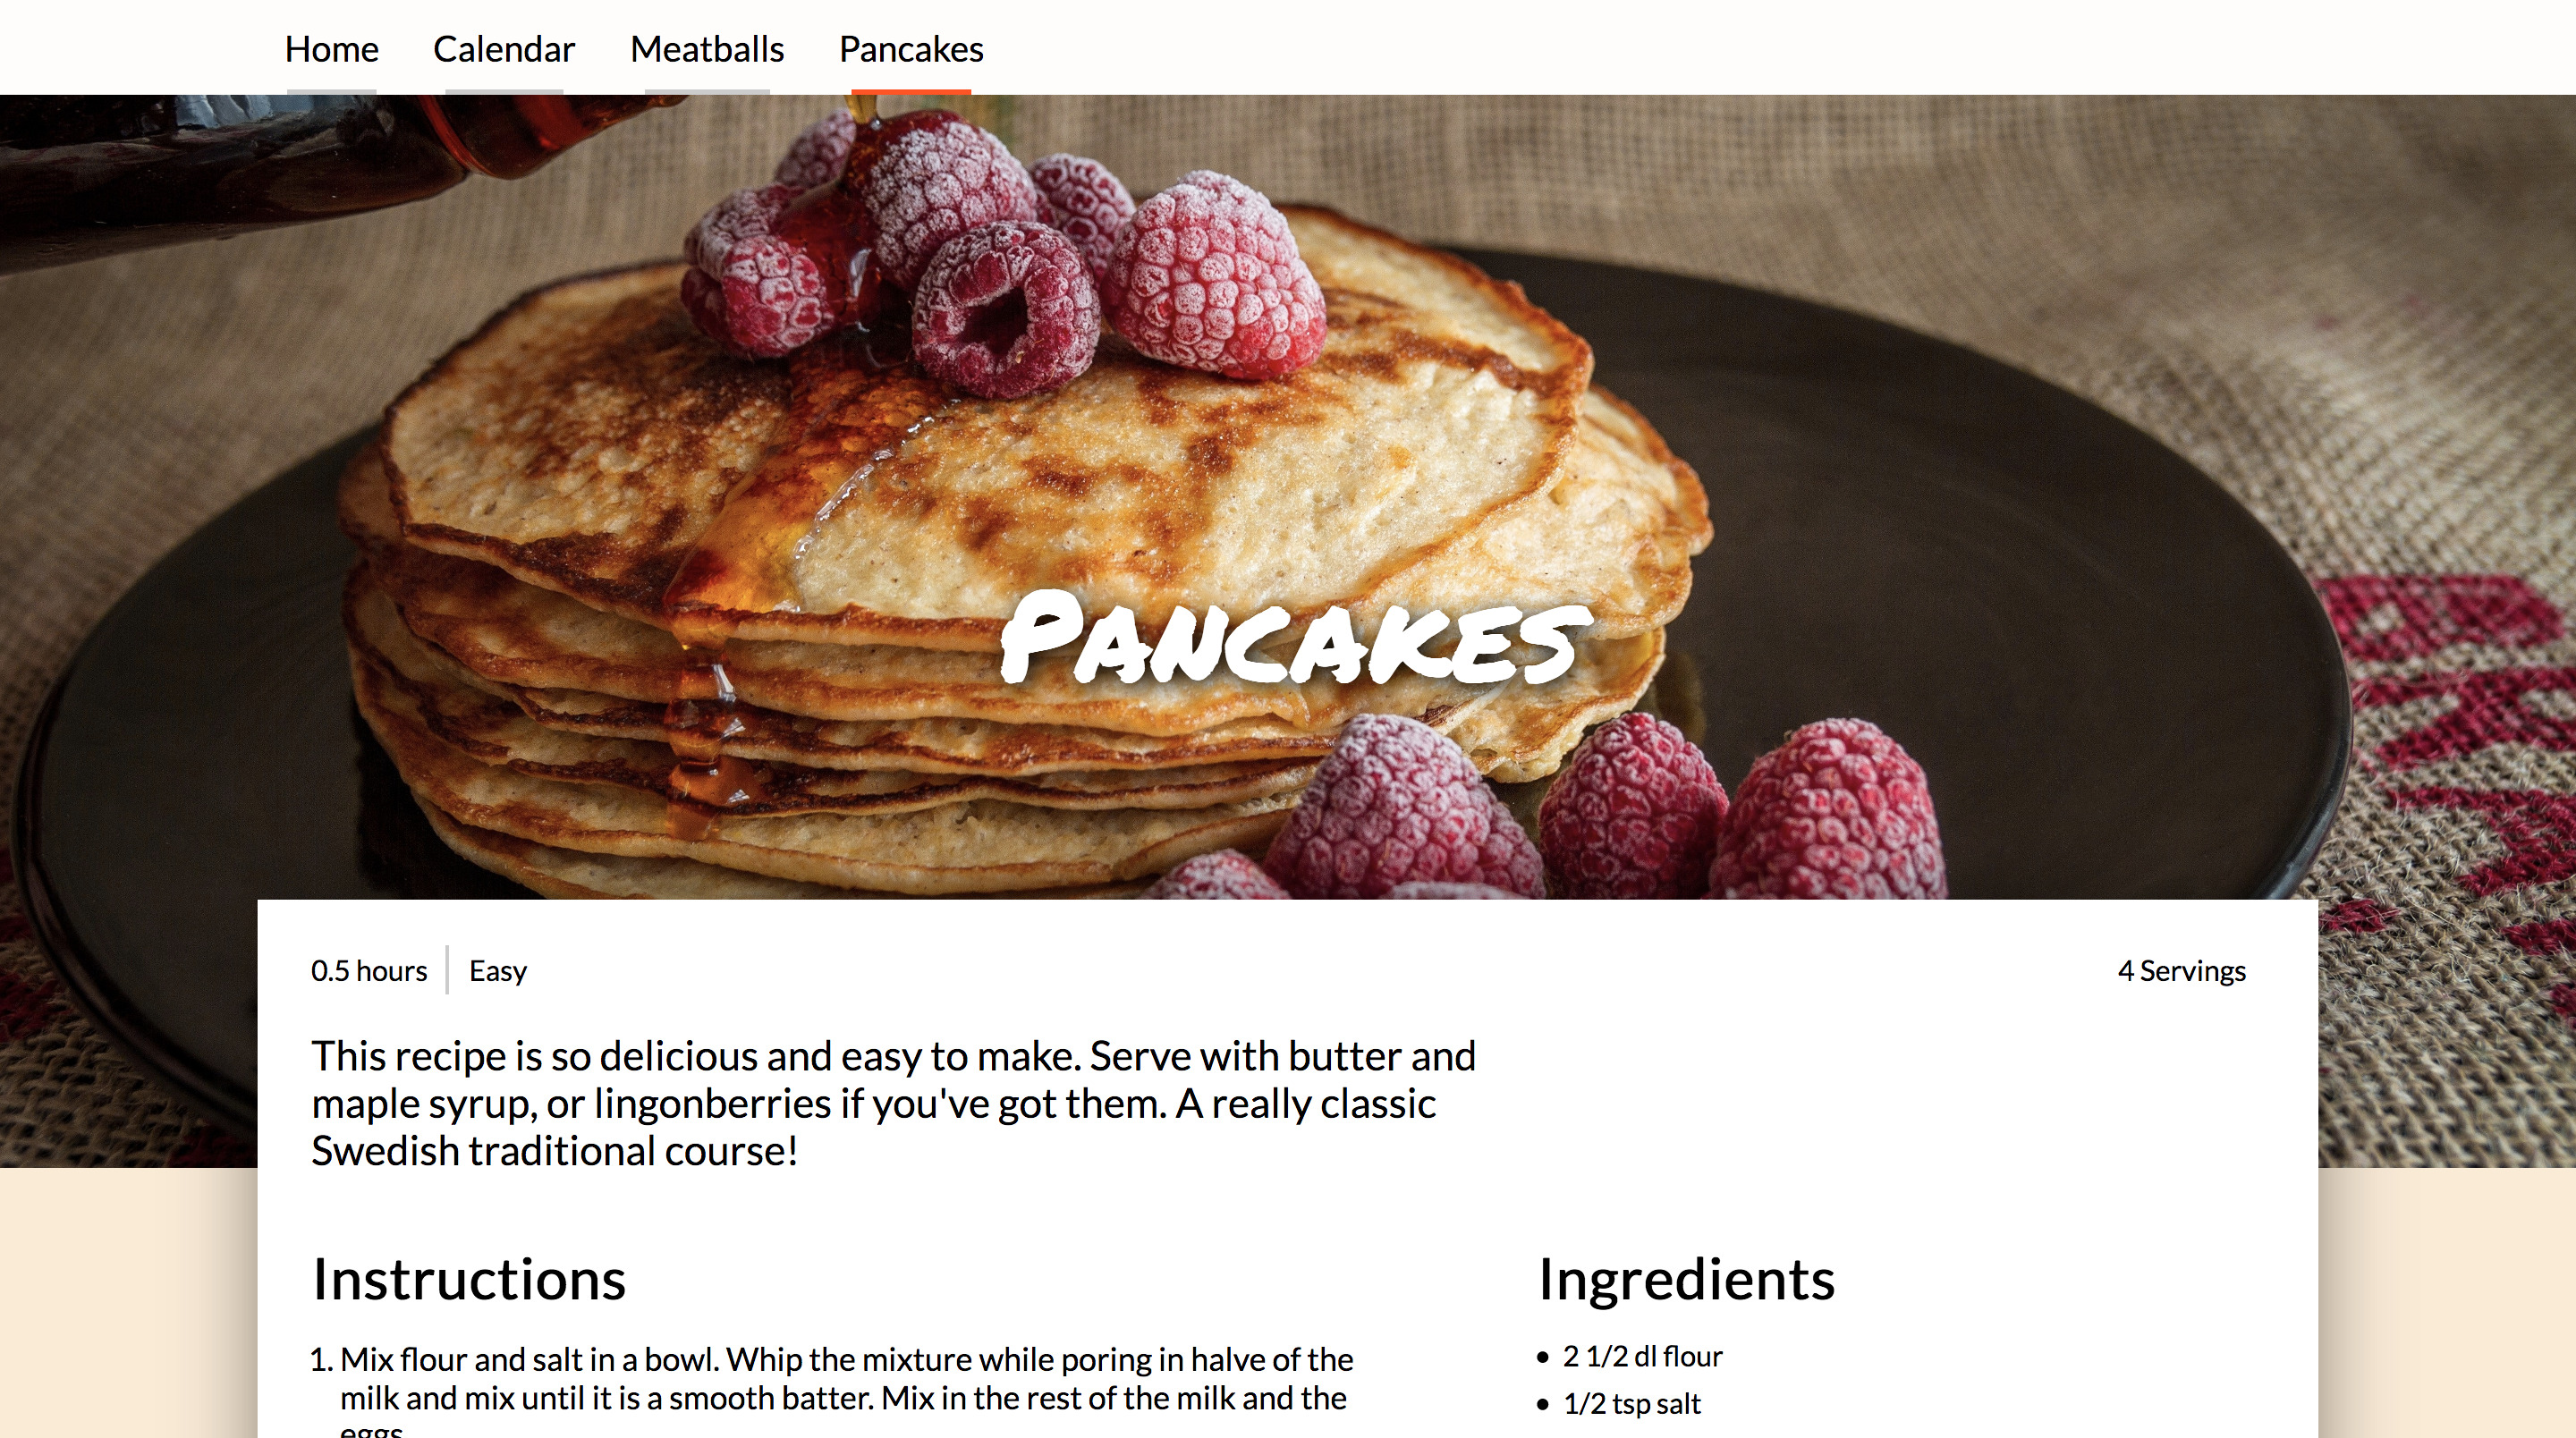 Home Calendar Meatballs Pancakes
Pancakes
0.5 hours Easy 4 Servings
This recipe is so delicious and easy to make. Serve with butter and
maple syrup, or lingonberries if you've got them. A really classic
Swedish traditional course!
Instructions
1. Mix flour and salt in a bowl. Whip the mixture while poring in halve of the
milk and mix until it is a smooth batter. Mix in the rest of the milk and the
eggs.
Ingredients
• 2 1/2 dl flour
• 1/2 tsp salt